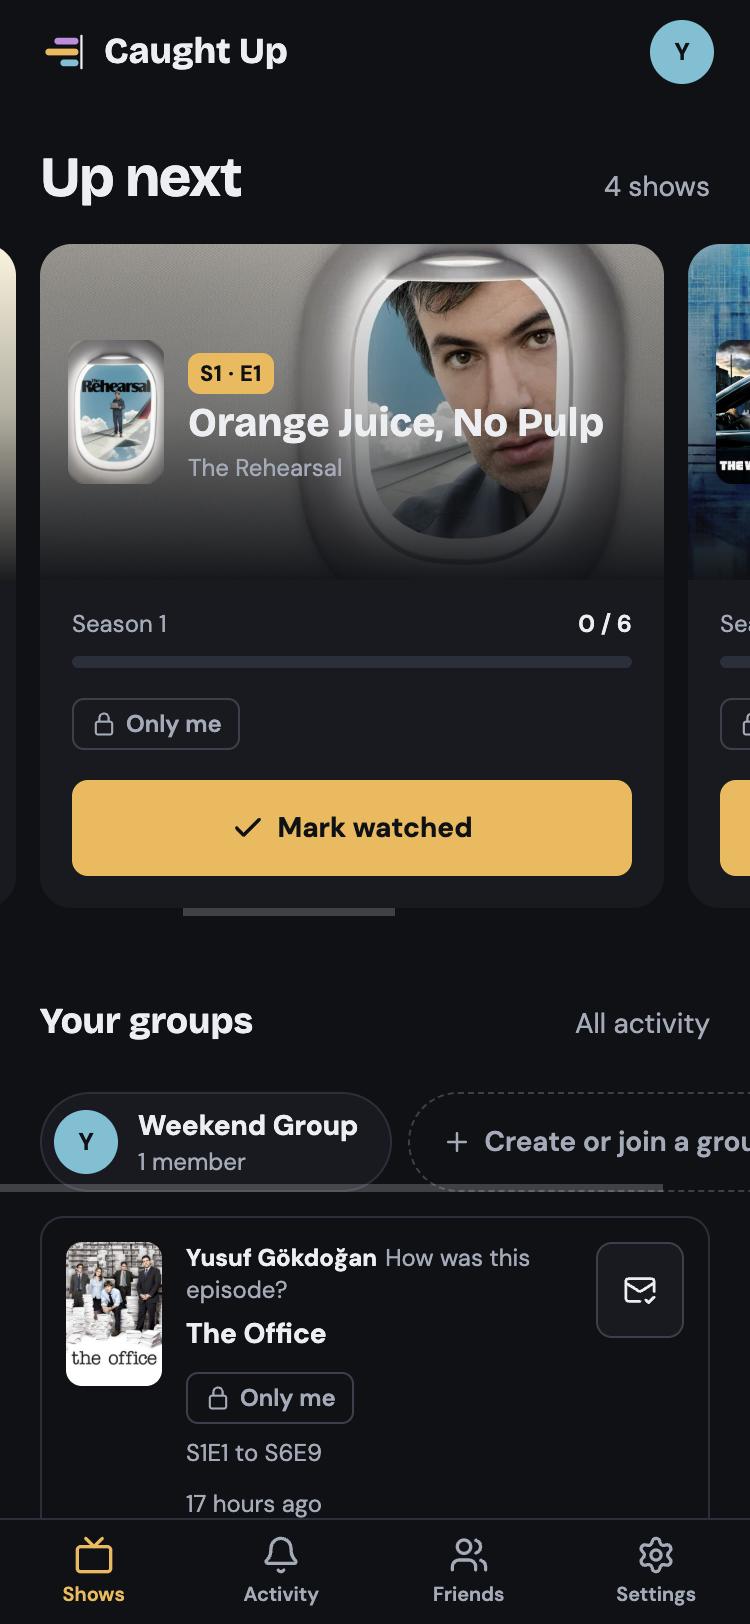 Caught Up
Y
Up next
4 shows
The Rehearsal
S1 · E1
Orange Juice, No Pulp
The Rehearsal
Season 1
0 / 6
Only me
Mark watched
Your groups
All activity
Y
Weekend Group
1 member
+ Create or join a grou
Yusuf Gökdoğan How was this
episode?
The Office
the office
Only me
S1E1 to S6E9
17 hours ago
Shows
Activity
Friends
Settings